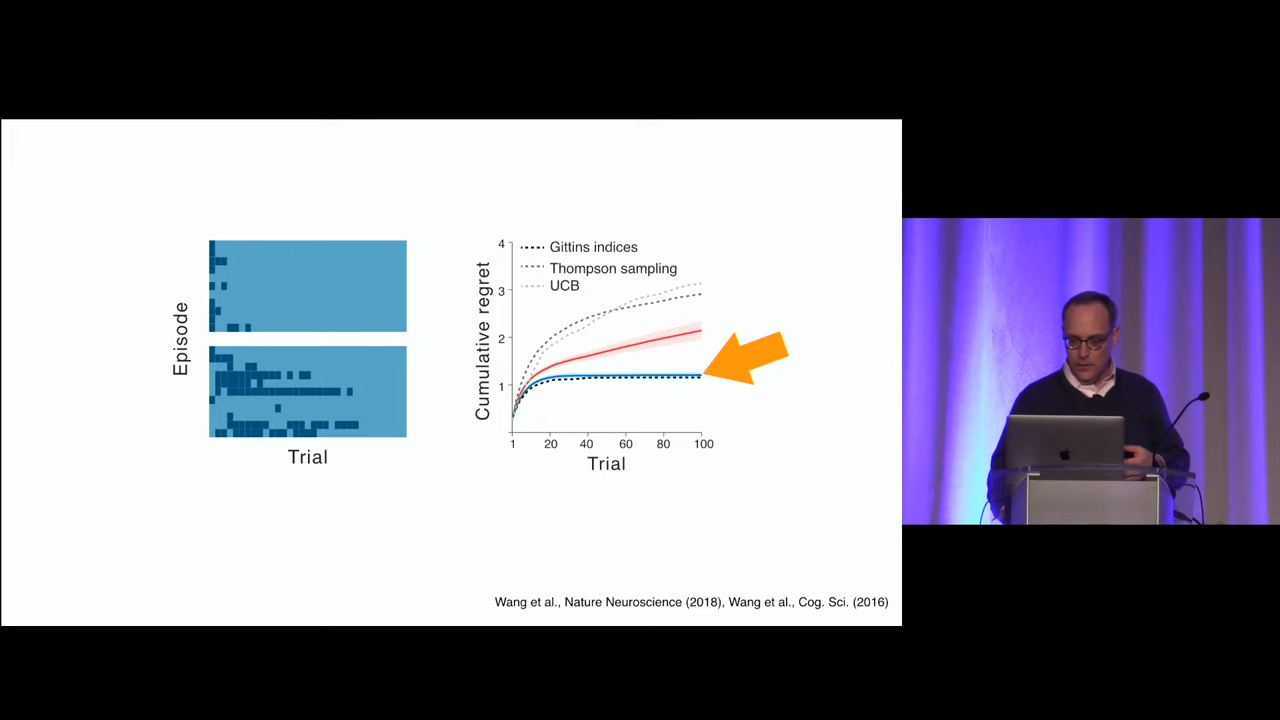 Episode
Trial
Cumulative regret
4
3
2
1
Gittins indices
Thompson sampling
UCB
1 20 40 60 80 100
Trial
Wang et al., Nature Neuroscience (2018), Wang et al., Cog. Sci. (2016)